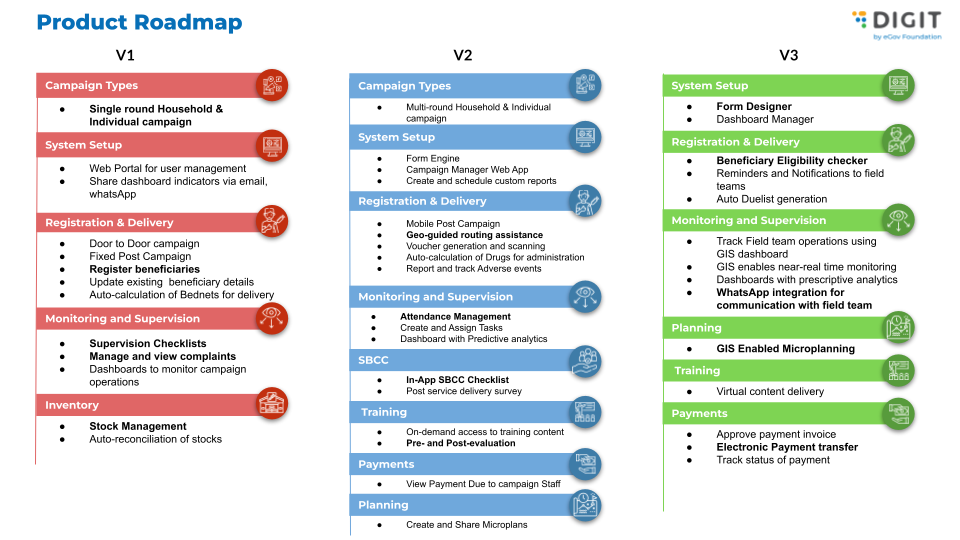 Product Roadmap
DIGIT
by eGov Foundation
V1
Campaign Types
● Single round Household &
Individual campaign
System Setup
● Web Portal for user management
● Share dashboard indicators via email,
whatsApp
Registration & Delivery
● Door to Door campaign
● Fixed Post Campaign
● Register beneficiaries
● Update existing beneficiary details
● Auto-calculation of Bednets for delivery
Monitoring and Supervision
● Supervision Checklists
● Manage and view complaints
● Dashboards to monitor campaign
operations
Inventory
● Stock Management
● Auto-reconciliation of stocks
V2
Campaign Types
● Multi-round Household & Individual
campaign
System Setup
● Form Engine
● Campaign Manager Web App
● Create and schedule custom reports
Registration & Delivery
● Mobile Post Campaign
● Geo-guided routing assistance
● Voucher generation and scanning
● Auto-calculation of Drugs for administration
● Report and track Adverse events
Monitoring and Supervision
● Attendance Management
● Create and Assign Tasks
● Dashboard with Predictive analytics
SBCC
● In-App SBCC Checklist
● Post service delivery survey
Training
● On-demand access to training content
● Pre- and Post-evaluation
Payments
● View Payment Due to campaign Staff
Planning
● Create and Share Microplans
V3
System Setup
● Form Designer
● Dashboard Manager
Registration & Delivery
● Beneficiary Eligibility checker
● Reminders and Notifications to field
teams
● Auto Duelist generation
Monitoring and Supervision
● Track Field team operations using
GIS dashboard
● GIS enables near-real time monitoring
● Dashboards with prescriptive analytics
● WhatsApp integration for
communication with field team
Planning
● GIS Enabled Microplanning
Training
● Virtual content delivery
Payments
● Approve payment invoice
● Electronic Payment transfer
● Track status of payment